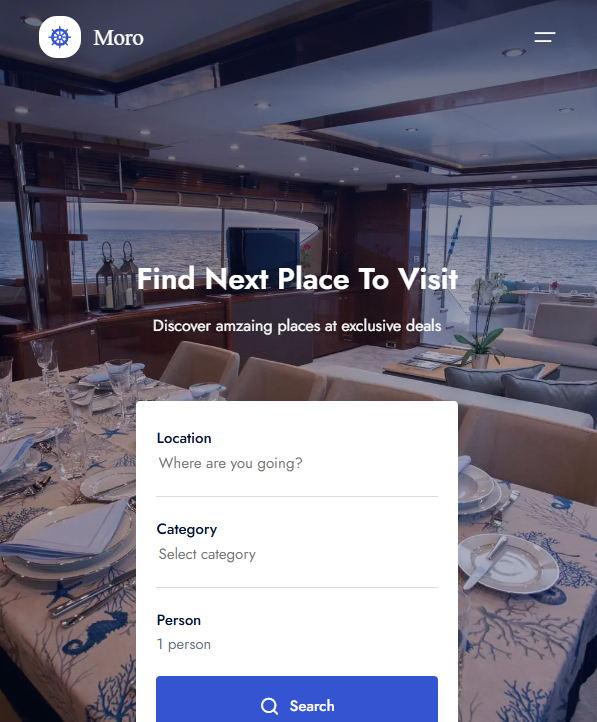 Moro
Find Next Place To Visit
Discover amzaing places at exclusive deals
Location
Where are you going?
Category
Select category
Person
1 person
Search